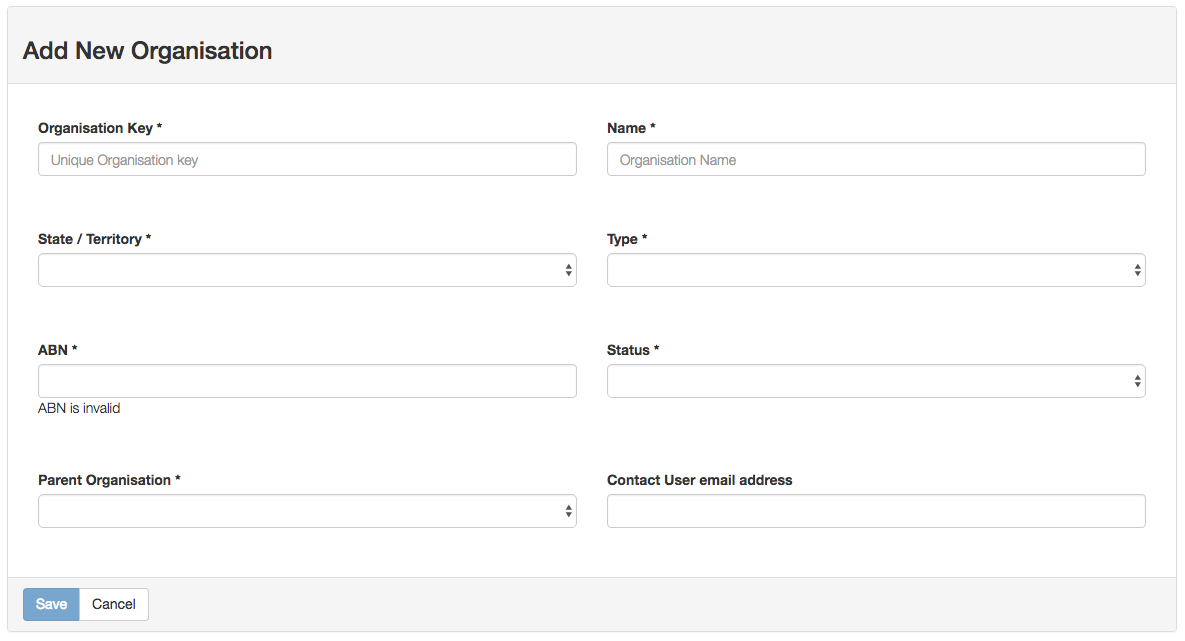 Add New Organisation
Organisation Key *
Name *
Unique Organisation key
Organisation Name
State / Territory *
Type *
ABN *
Status *
ABN is invalid
Parent Organisation *
Contact User email address
Save
Cancel